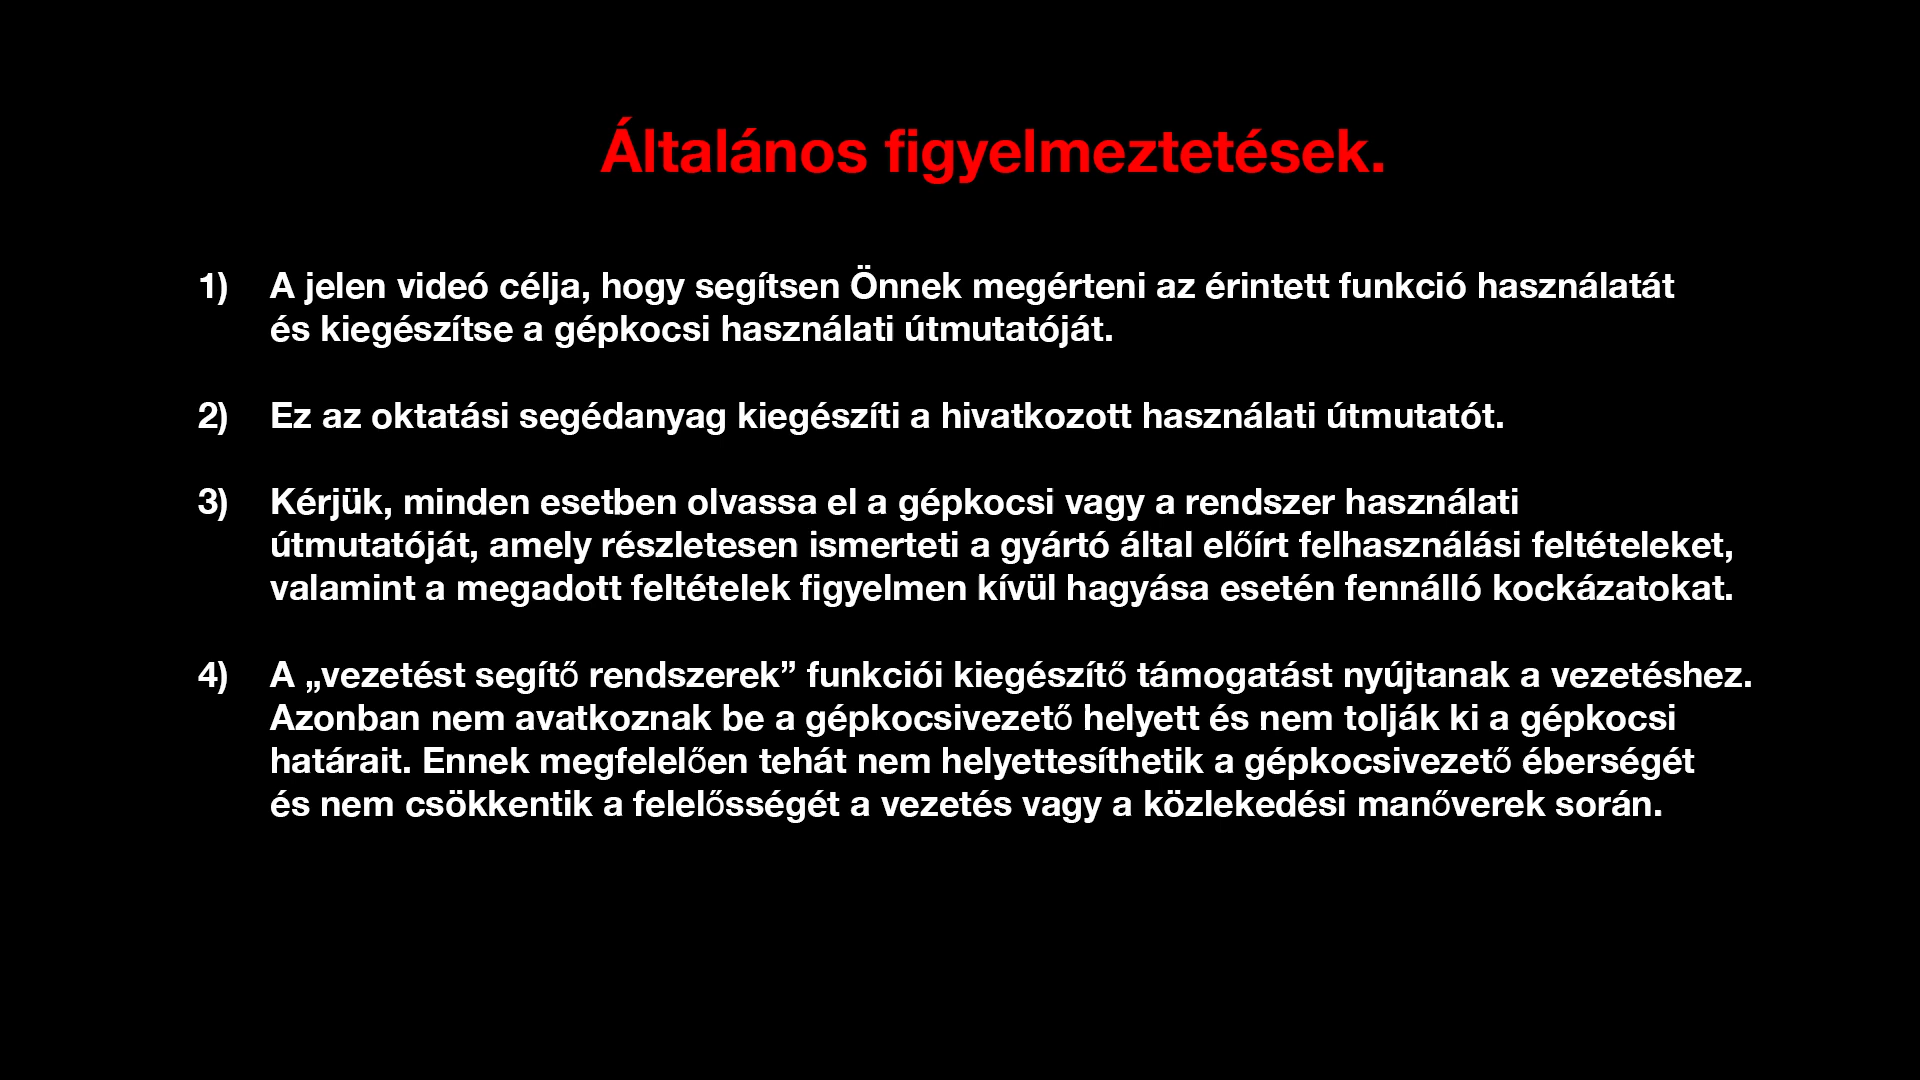 Általános figyelmeztetések.
1) A jelen videó célja, hogy segítsen Önnek megérteni az érintett funkció használatát
és kiegészítse a gépkocsi használati útmutatóját.
2) Ez az oktatási segédanyag kiegészíti a hivatkozott használati útmutatót.
3) Kérjük, minden esetben olvassa el a gépkocsi vagy a rendszer használati
útmutatóját, amely részletesen ismerteti a gyártó által előírt felhasználási feltételeket,
valamint a megadott feltételek figyelmen kívül hagyása esetén fennálló kockázatokat.
4) A „vezetést segítő rendszerek” funkciói kiegészítő támogatást nyújtanak a vezetéshez.
Azonban nem avatkoznak be a gépkocsivezető helyett és nem tolják ki a gépkocsi
határait. Ennek megfelelően tehát nem helyettesíthetik a gépkocsivezető éberségét
és nem csökkentik a felelősségét a vezetés vagy a közlekedési manőverek során.